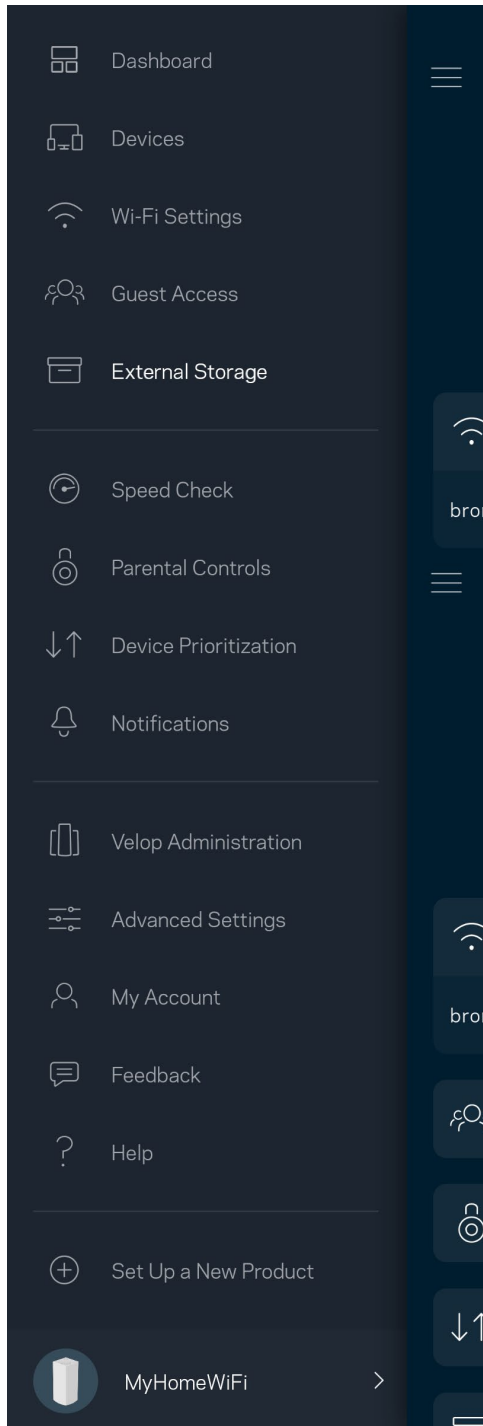 Dashboard
Devices
Wi-Fi Settings
Guest Access
External Storage
Speed Check
Parental Controls
Device Prioritization
Notifications
Velop Administration
Advanced Settings
My Account
Feedback
Help
Set Up a New Product
MyHomeWiFi